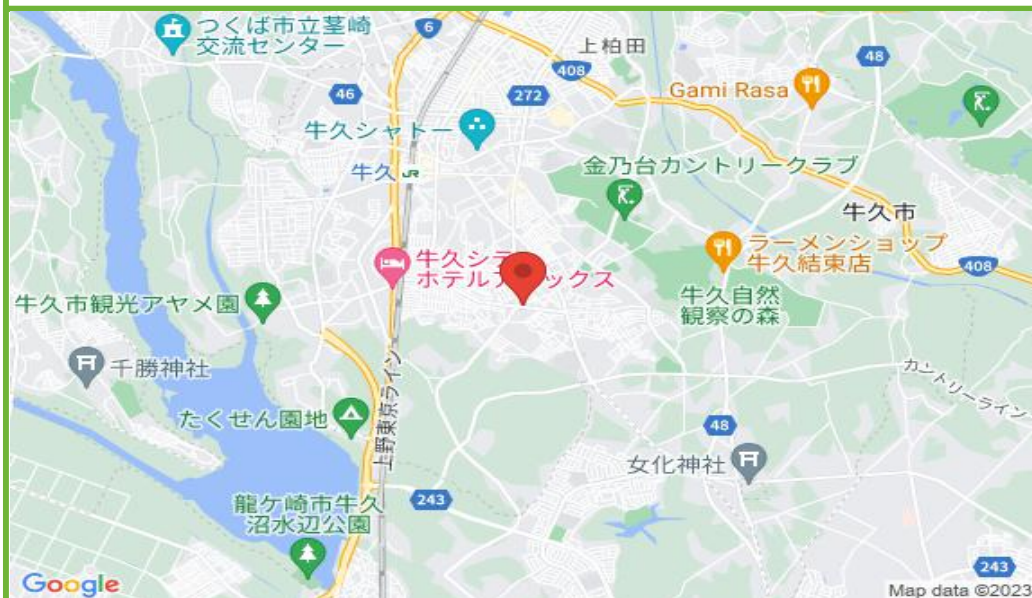 つくば市立茎崎
交流センター
6
上柏田
48
408
46
272
Gami Rasa
牛久シャトー
牛久 JR
金乃台カントリークラブ
牛久市
牛久シテ
ホテルア
ックス
ラーメンショップ
牛久結束店
408
牛久市観光アヤメ園
牛久自然
観察の森
千勝神社
カントリーライン
たくせん園地
上野東京ライン
48
女化神社
243
龍ケ崎市牛久
沼水辺公園
243
Google
Map data ©2023